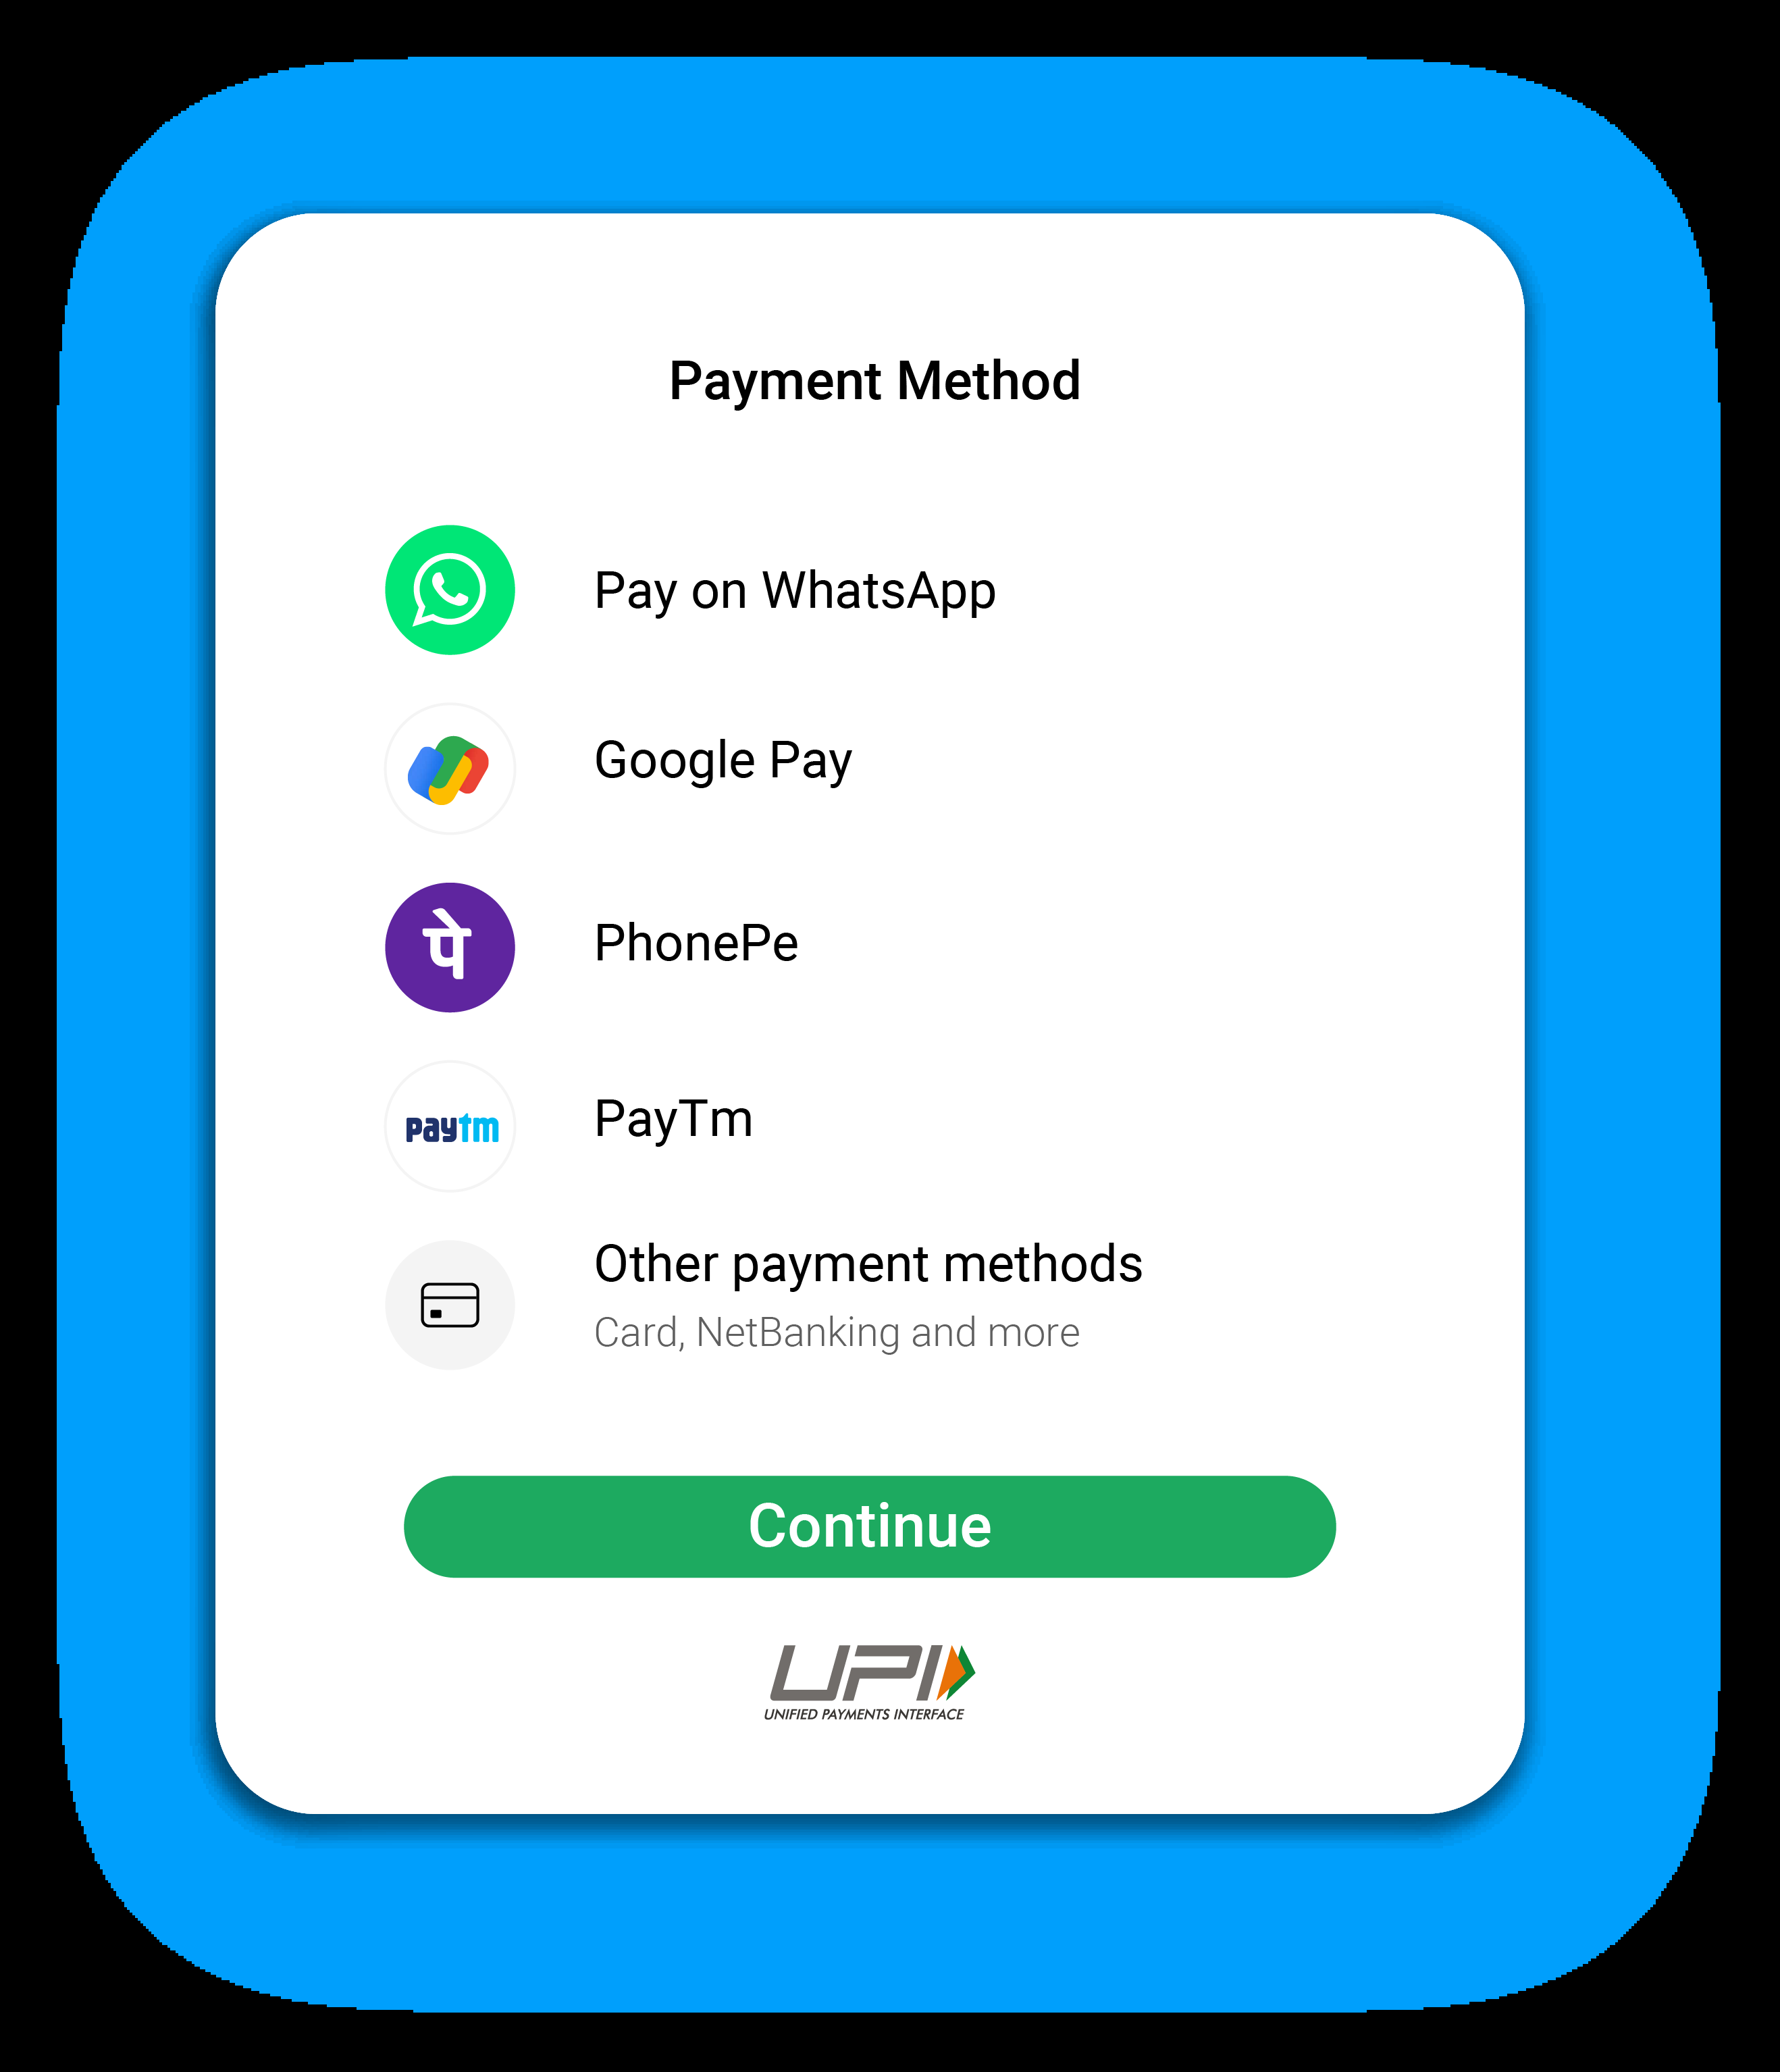 Payment Method
Pay on WhatsApp
Google Pay
पे
PhonePe
paytm
PayTm
Other payment methods
Card, NetBanking and more
Continue
UPI
UNIFIED PAYMENTS INTERFACE